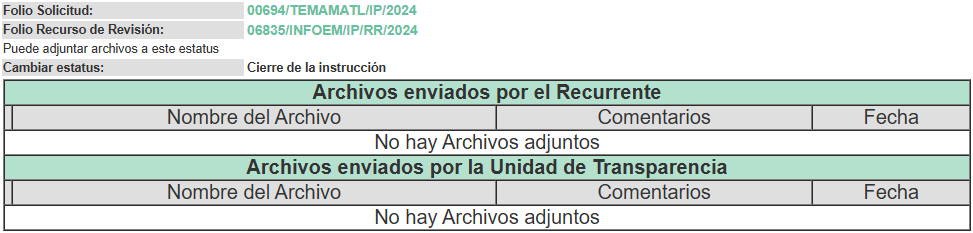 Folio Solicitud: 00694/TEMAMATL/IP/2024
Folio Recurso de Revisión: 06835/INFOEM/IP/RR/2024
Puede adjuntar archivos a este estatus
Cambiar estatus: Cierre de la instrucción
Archivos enviados por el Recurrente
Nombre del Archivo Comentarios Fecha
No hay Archivos adjuntos
Archivos enviados por la Unidad de Transparencia
Nombre del Archivo Comentarios Fecha
No hay Archivos adjuntos